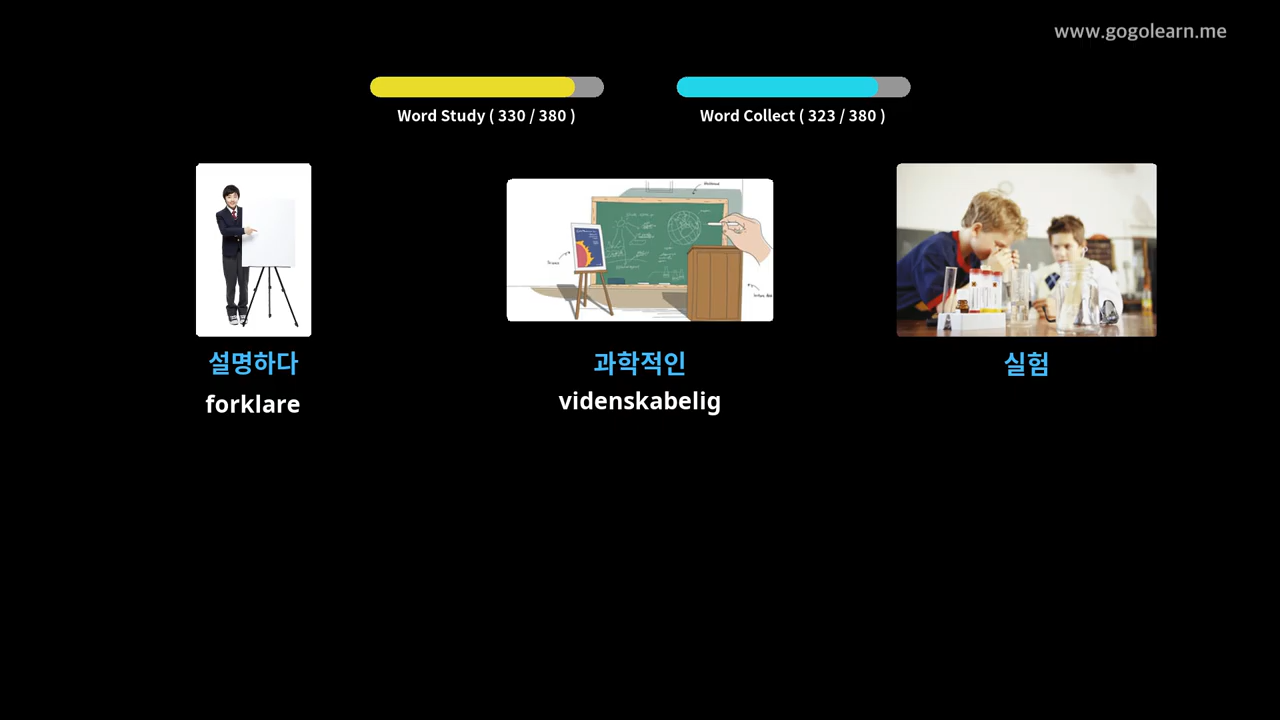 www.gogolearn.me
Word Study ( 330 / 380 )
Word Collect ( 323 / 380 )
설명하다
과학적인
실험
forklare
videnskabelig